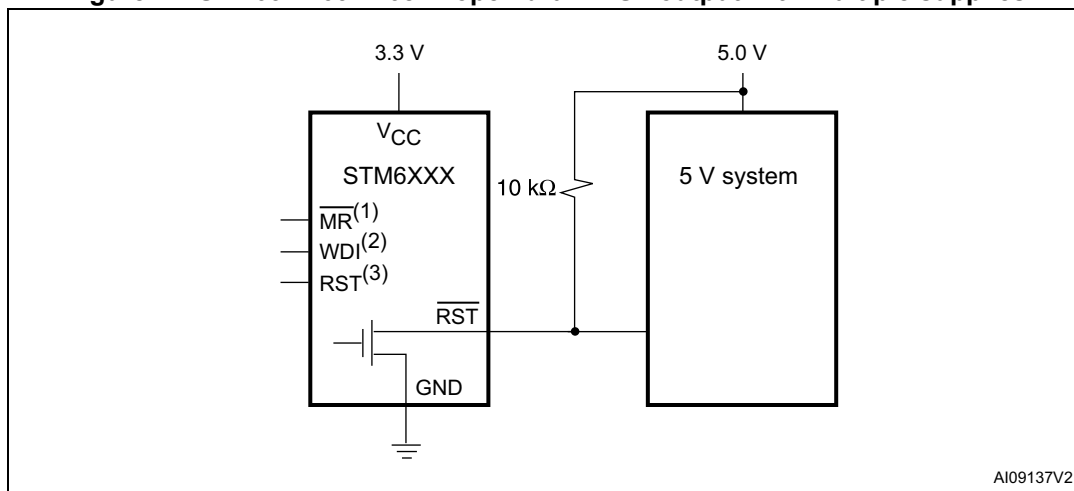 3.3 V
5.0 V
VCC
STM6XXX
10 kΩ
5 V system
MR(1)
WDI(2)
RST(3)
RST
GND
AI09137V2